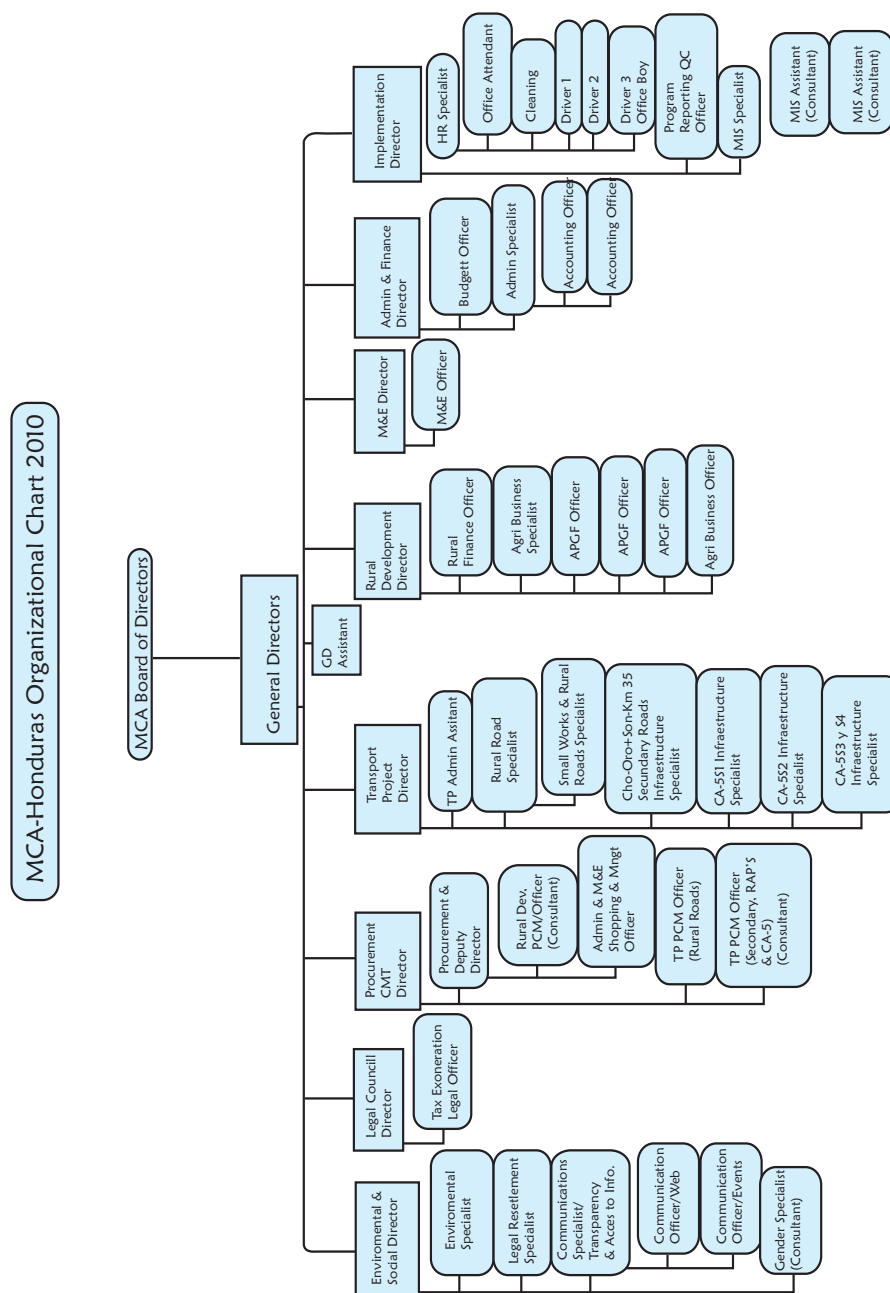 MCA-Honduras Organizational Chart 2010
MCA Board of Directors
General Directors
GD
Assistant
Enviromental &
Social Director
Enviromental
Specialist
Legal Resetlement
Specialist
Communications
Specialist/
Transparency
& Acces to Info.
Communication
Officer/Web
Communication
Officer/Events
Gender Specialist
(Consultant)
Legal Councill
Director
Tax Exoneration
Legal Officer
Procurement
CMT
Director
Procurement &
Deputy
Director
Rural Dev.
PCM/Officer
(Consultant)
Admin & M&E
Shopping & Mngt
Officer
TP PCM Officer
(Rural Roads)
TP PCM Officer
(Secondary. RAP'S
& CA-5)
(Consultant)
Transport
Project
Director
TP Admin Assitant
Rural Road
Specialist
Small Works & Rural
Roads Specialist
Cho-Oro+Son-Km 35
Secundary Roads
Infraestructure
Specialist
CA-5S1 Infraestructure
Specialist
CA-5S2 Infraestructure
Specialist
CA-5S3 y S4
Infraestructure
Specialist
Rural
Development
Director
Rural
Finance Officer
Agri Business
Specialist
APGF Officer
APGF Officer
APGF Officer
Agri Business Officer
M&E Director
M&E Officer
Admin & Finance
Director
Budgett Officer
Admin Specialist
Accounting Officer
Accounting Officer
Implementation
Director
HR Specialist
Office Attendant
Cleaning
Driver 1
Driver 2
Driver 3
Office Boy
Program
Reporting QC
Officer
MIS Specialist
MIS Assistant
(Consultant)
MIS Assistant
(Consultant)